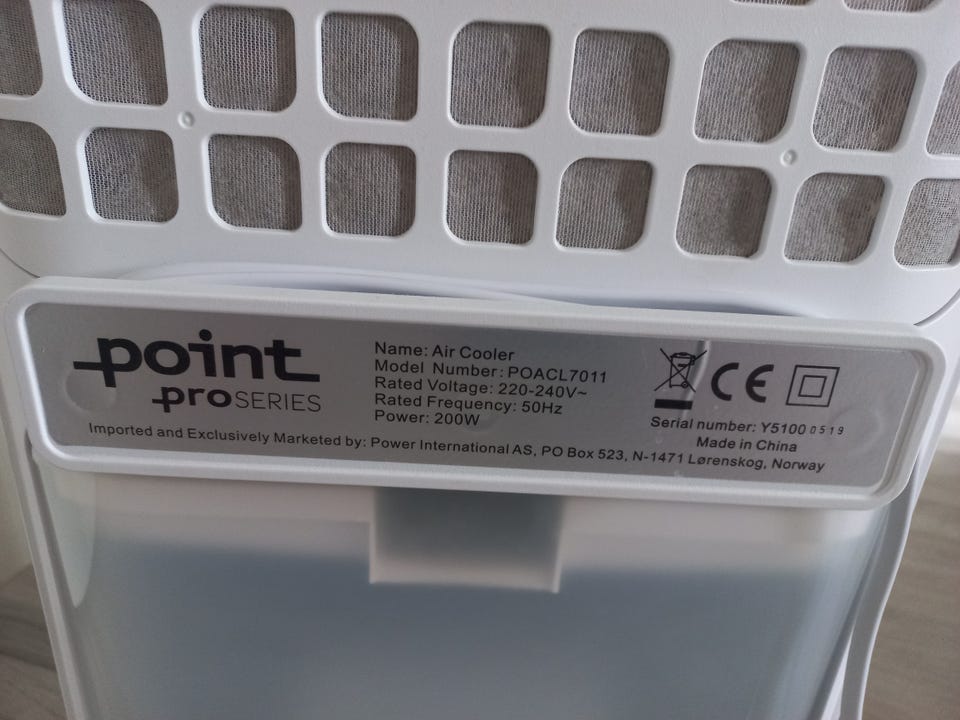 point
proSERIES
Name: Air Cooler
Model Number: POACL7011
Rated Voltage: 220-240V~
Rated Frequency: 50Hz
Power: 200W
CE
Serial number: Y5100 0519
Made in China
Imported and Exclusively Marketed by: Power International AS, PO Box 523, N-1471 Lørenskog, Norway